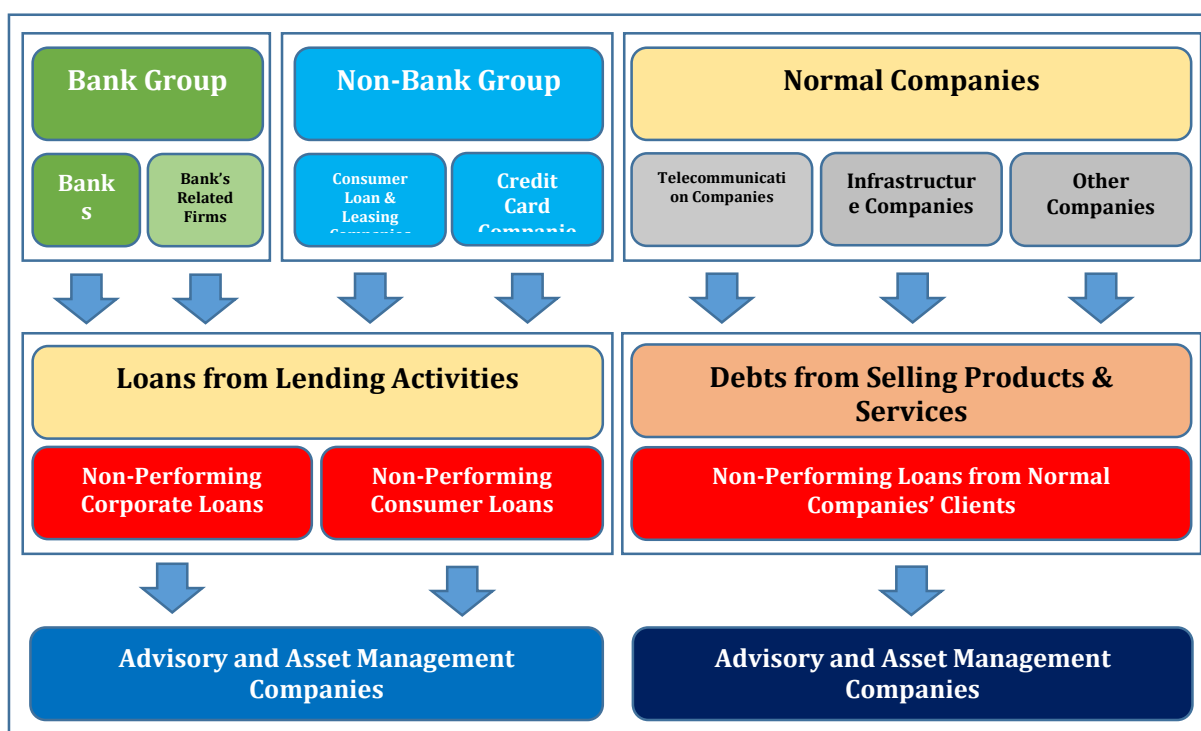 Bank Group
Non-Bank Group
Normal Companies
Bank
s
Bank's
Related
Firms
Consumer
Loan &
Leasing
Credit
Card
Companie
Telecommunicati
on Companies
Infrastructur
e Companies
Other
Companies
Loans from Lending Activities
Debts from Selling Products &
Services
Non-Performing
Corporate Loans
Non-Performing
Consumer Loans
Non-Performing Loans from Normal
Companies’ Clients
Advisory and Asset Management
Companies
Advisory and Asset Management
Companies